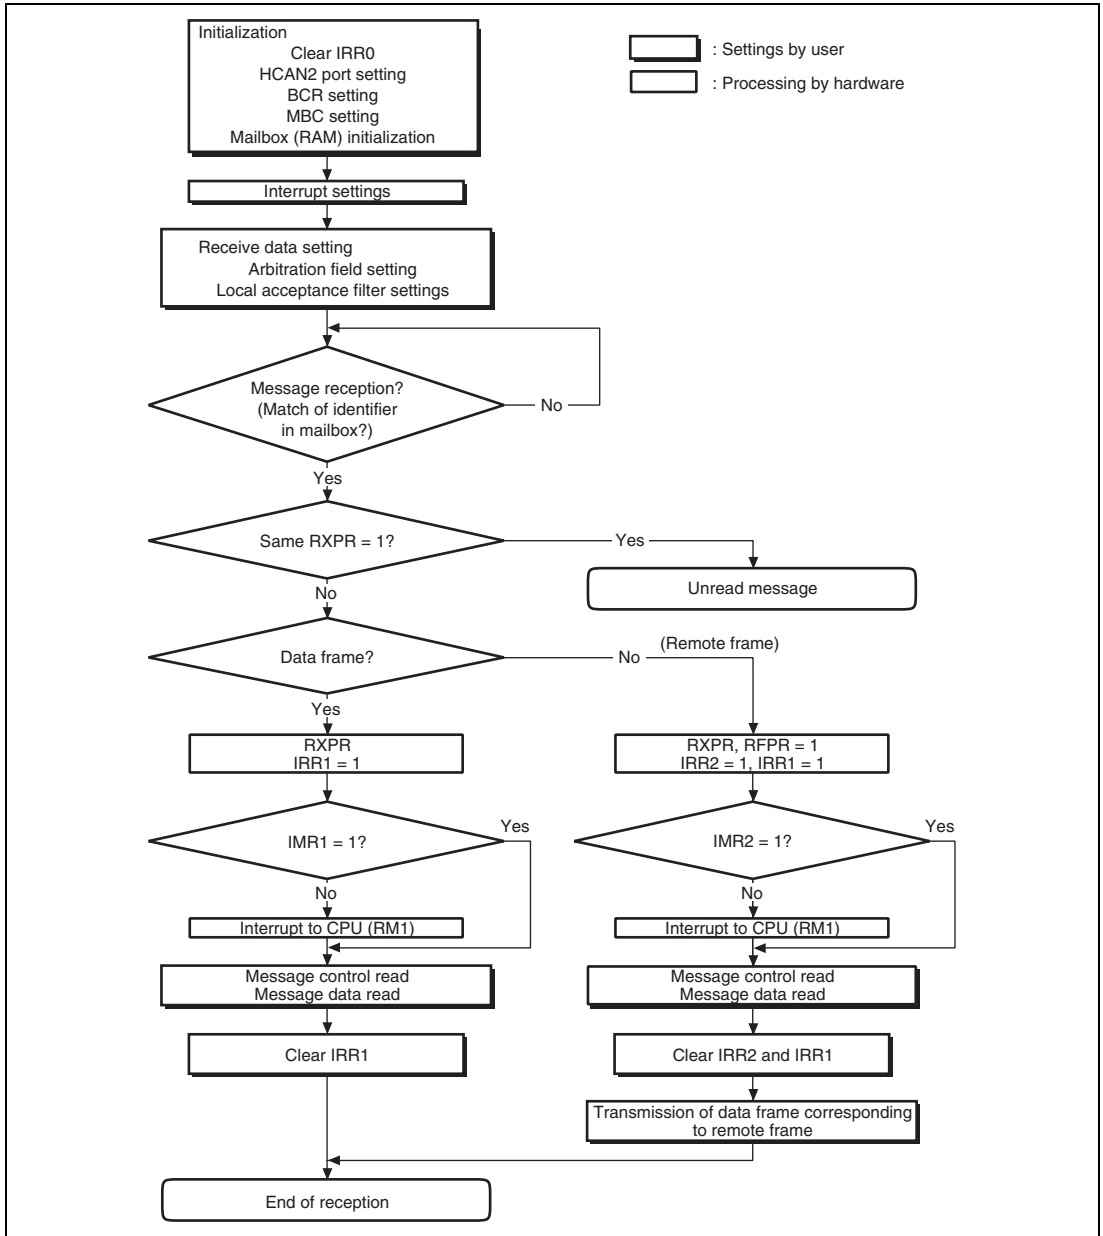 Initialization
Clear IRR0
HCAN2 port setting
BCR setting
MBC setting
Mailbox (RAM) initialization
: Settings by user
: Processing by hardware
Interrupt settings
Receive data setting
Arbitration field setting
Local acceptance filter settings
Message reception?
(Match of identifier
in mailbox?)
No
Yes
Same RXPR = 1?
Yes
Unread message
No
Data frame?
No
(Remote frame)
Yes
RXPR
IRR1 = 1
RXPR, RFPR = 1
IRR2 = 1, IRR1 = 1
IMR1 = 1?
Yes
IMR2 = 1?
Yes
No
No
Interrupt to CPU (RM1)
Interrupt to CPU (RM1)
Message control read
Message data read
Message control read
Message data read
Clear IRR1
Clear IRR2 and IRR1
Transmission of data frame corresponding
to remote frame
End of reception